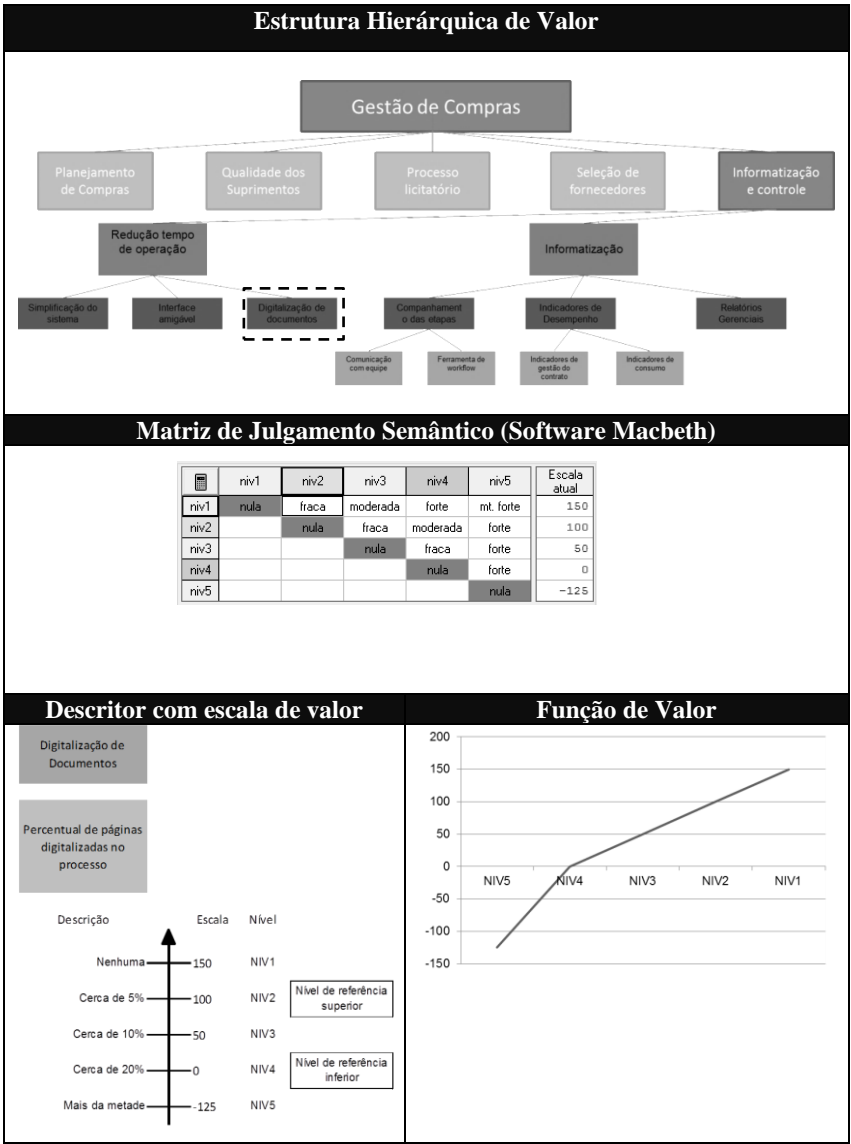 Estrutura Hierárquica de Valor
Gestão de Compras
Planejamento
de Compras
Qualidade dos
Suprimentos
Processo
licitatório
Seleção de
fornecedores
Informatização
e controle
Redução tempo
de operação
Informatização
Simplificação do
sistema
Interface
amigável
Digitalização de
documentos
Companhament
o das etapas
Indicadores de
Desempenho
Relatórios
Gerenciais
Comunicação
com equipe
Ferramenta de
workflow
Indicadores de
gestão do
contrato
Indicadores de
consumo
Matriz de Julgamento Semântico (Software Macbeth)
niv1 niv2 niv3 niv4 niv5 Escala
atual
niv1 nula fraca moderada forte mt. forte 150
niv2 nula fraca moderada forte 100
niv3 nula fraca forte 50
niv4 nula forte 0
niv5 nula -125
Descritor com escala de valor
Digitalização de
Documentos
Percentual de páginas
digitalizadas no
processo
Descrição Escala Nível
Nenhuma 150 NIV1
Cerca de 5% 100 NIV2 Nível de referência
superior
Cerca de 10% 50 NIV3
Cerca de 20% 0 NIV4 Nível de referência
inferior
Mais da metade -125 NIV5
Função de Valor
200
150
100
50
0
NIV5 NIV4 NIV3 NIV2 NIV1
-50
-100
-150